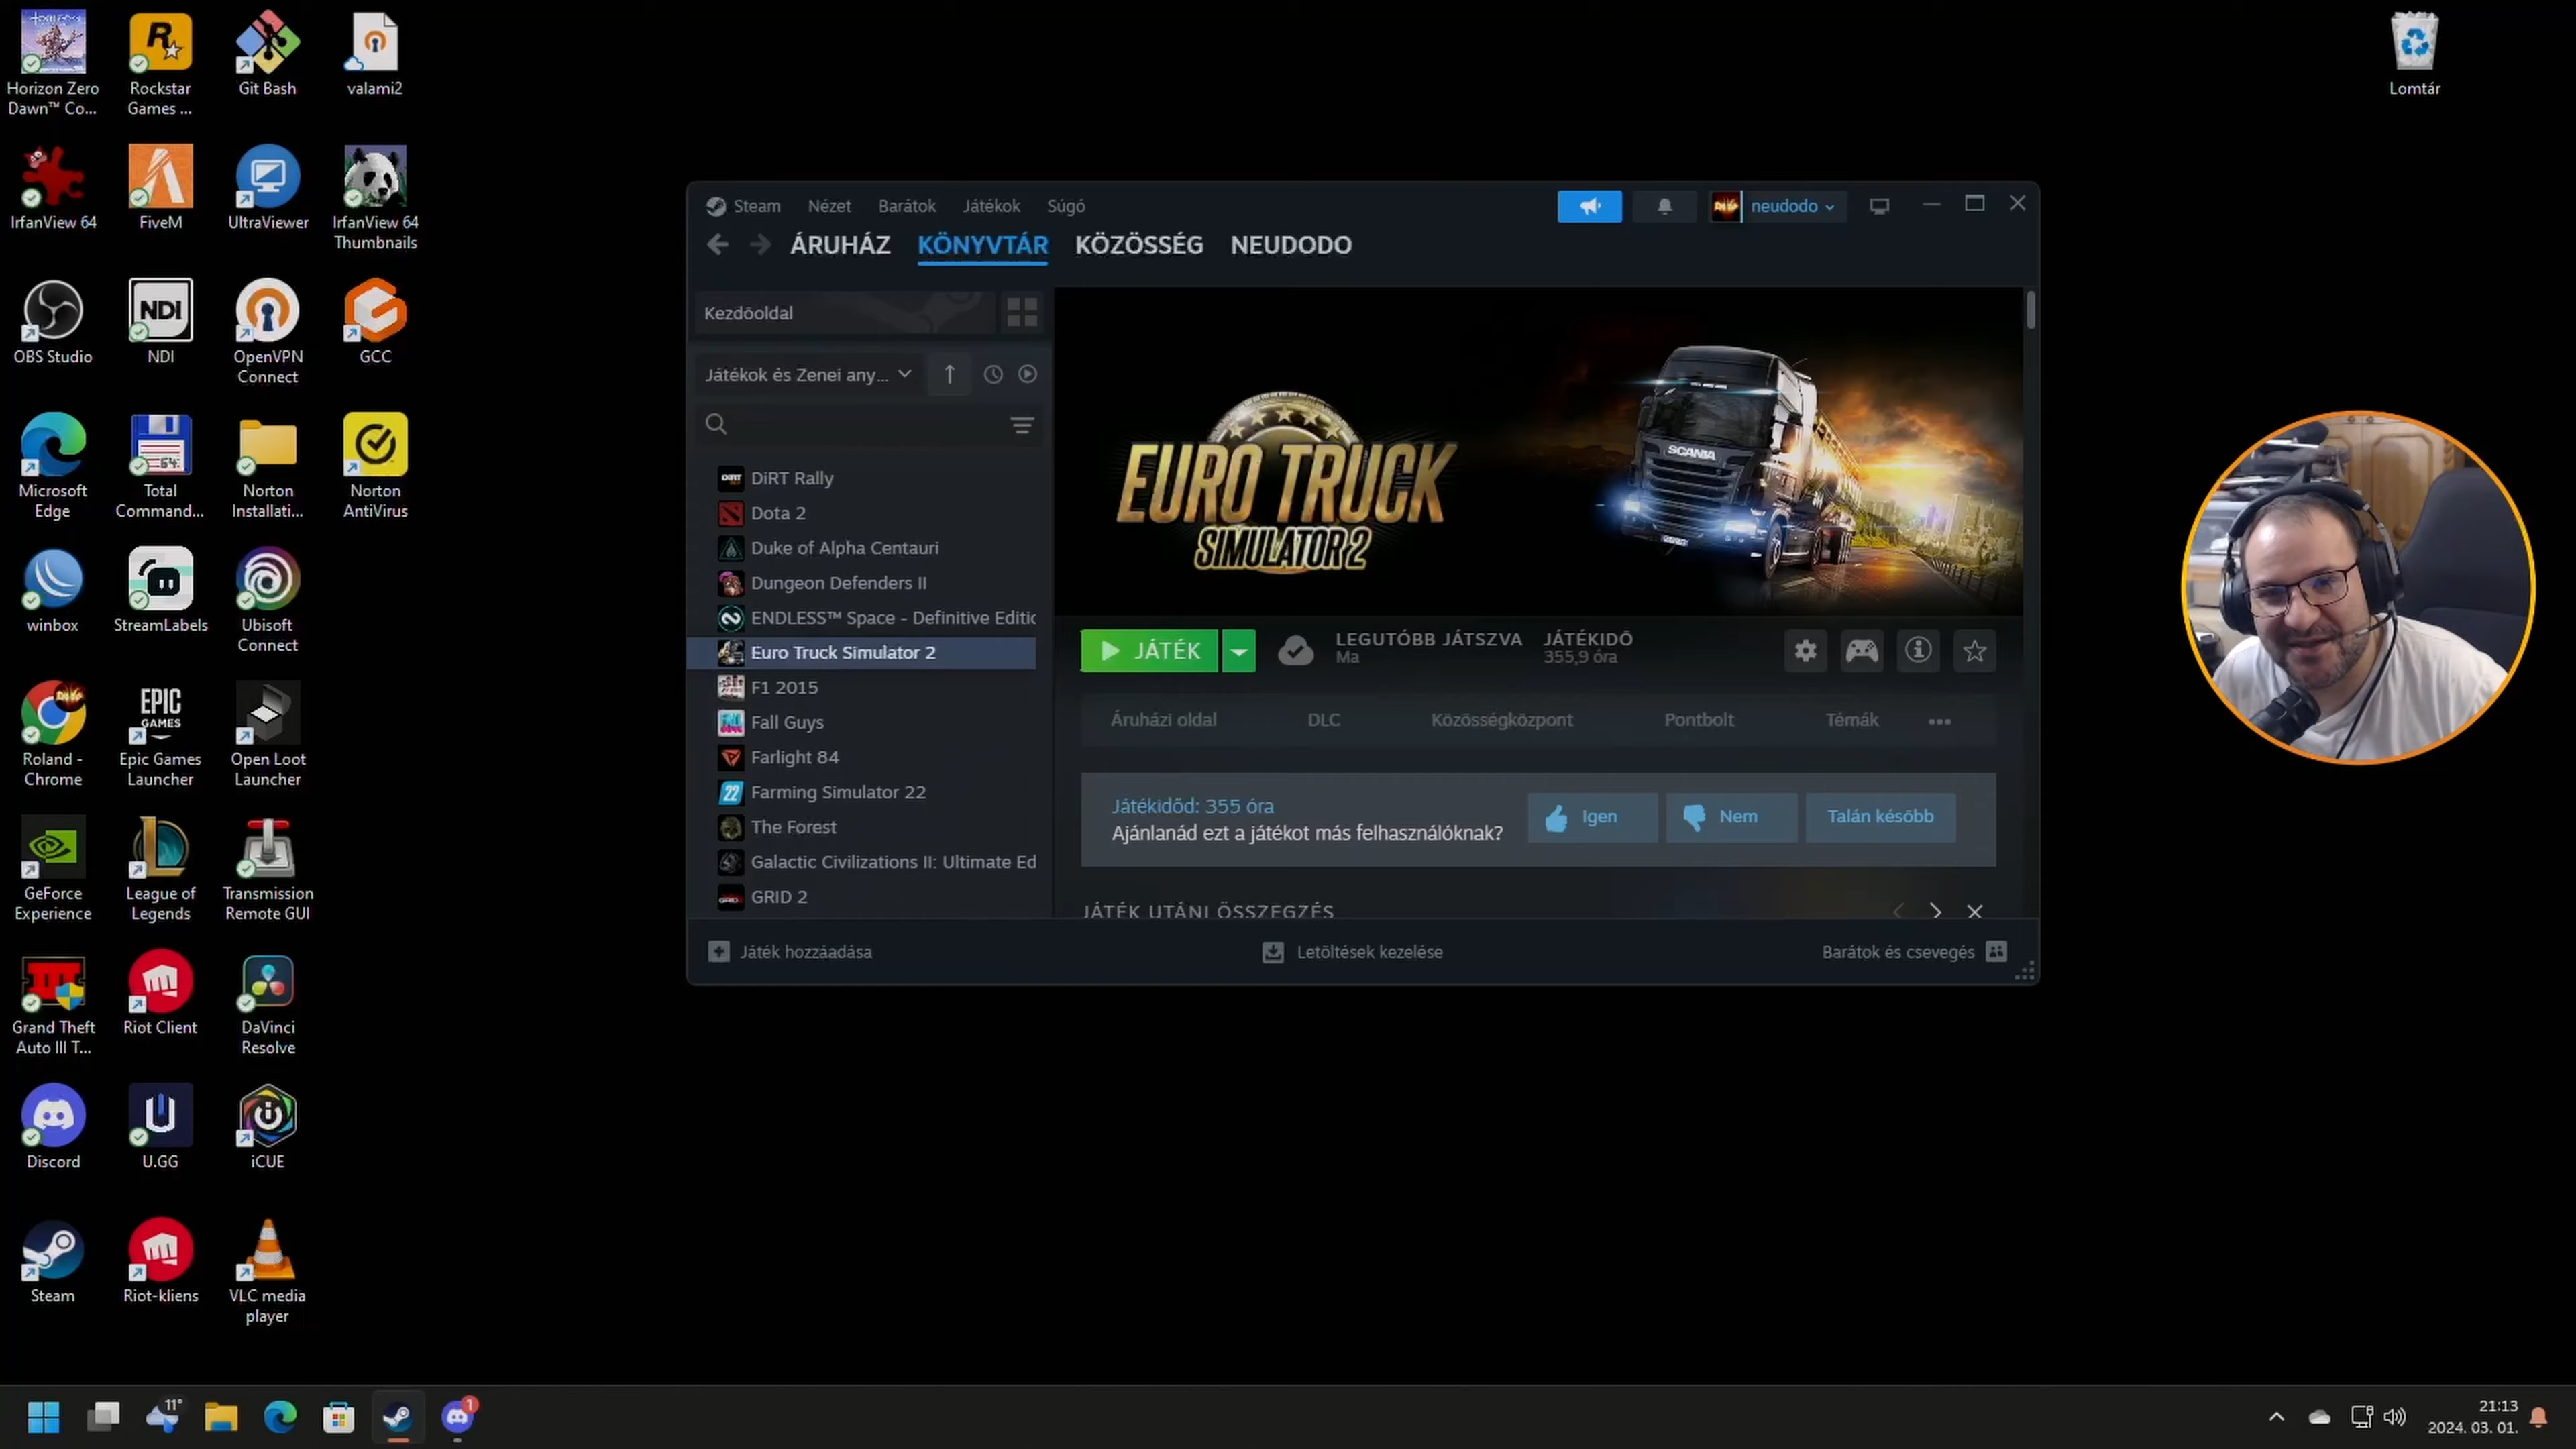 Horizon Zero
Dawn™ Co...
Rockstar
Games ...
Git Bash
valami2
Lomtár
IrfanView 64
FiveM
UltraViewer
IrfanView 64
Thumbnails
OBS Studio
NDI
NDI
OpenVPN
Connect
GCC
Microsoft
Edge
64
Total
Command...
Norton
Installati...
Norton
AntiVirus
winbox
StreamLabels
Ubisoft
Connect
Roland -
Chrome
EPIC
GAMES
Epic Games
Launcher
Open Loot
Launcher
GeForce
Experience
League of
Legends
Transmission
Remote GUI
Grand Theft
Auto III T...
Riot Client
DaVinci
Resolve
Discord
U.GG
iCUE
Steam
Riot-kliens
VLC media
player
Steam Nézet Barátok Játékok Súgó
neudodo
ÁRUHÁZ KÖNYVTÁR KÖZÖSSÉG NEUDODO
Kezdőoldal
Játékok és Zenei any...
DiRT Rally
Dota 2
Duke of Alpha Centauri
Dungeon Defenders II
ENDLESS™ Space - Definitive Editio
Euro Truck Simulator 2
F1 2015
Fall Guys
Farlight 84
22 Farming Simulator 22
The Forest
Galactic Civilizations II: Ultimate Ed
GRID 2
EURO TRUCK
SIMULATOR 2
SCANIA
JÁTÉK
LEGUTÓBB JÁTSZVA
Ma
JÁTÉKIDŐ
355,9 óra
Áruházi oldal DLC Közösségközpont Pontbolt Témák
Játékidőd: 355 óra
Ajánlanád ezt a játékot más felhasználóknak?
Igen Nem Talán később
JÁTÉK UTÁNI ÖSSZEGZÉS
Játék hozzáadása Letöltések kezelése Barátok és csevegés
11°
1
21:13
2024. 03. 01.